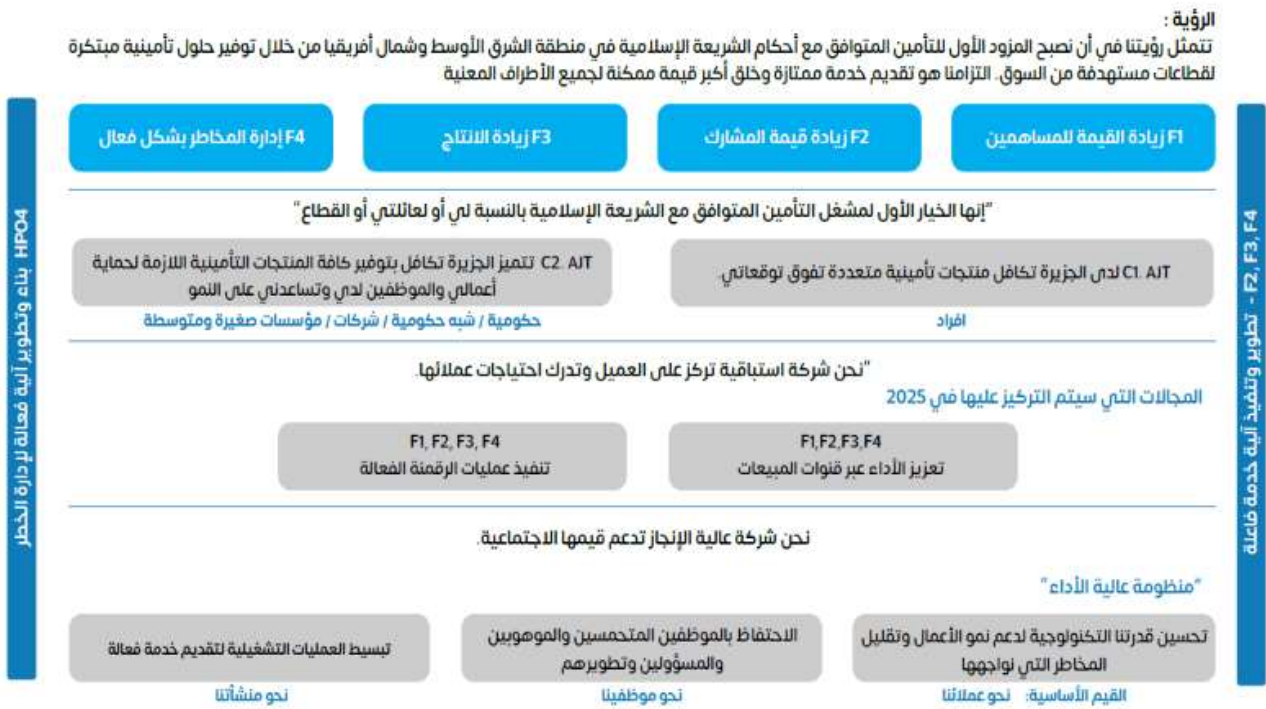 الرؤية :
تتمثل رؤيتنا في أن نصبح المزود الأول للتأمين المتوافق مع أحكام الشريعة الإسلامية في منطقة الشرق الأوسط وشمال أفريقيا من خلال توفير حلول تأمينية مبتكرة
لقطاعات مستهدفة من السوق. التزامنا هو تقديم خدمة ممتازة وخلق أكبر قيمة ممكنة لجميع الأطراف المعنية
F1 زيادة القيمة للمساهمين
F2 زيادة قيمة المشارك
F3 زيادة الانتاج
F4 إدارة المخاطر بشكل فعال
"إنها الخيار الأول لمشغل التأمين المتوافق مع الشريعة الإسلامية بالنسبة لي أو لعائلتي أو القطاع"
C1. AJT لدى الجزيرة تكافل منتجات تأمينية متعددة تفوق توقعاتي.
C2. AJT تتميز الجزيرة تكافل بتوفير كافة المنتجات التأمينية اللازمة لحماية
أعمالي والموظفين لدي وتساعدني على النمو
افراد
حكومية / شبه حكومية / شركات / مؤسسات صغيرة ومتوسطة
"نحن شركة استباقية تركز على العميل وتدرك احتياجات عملائها.
المجالات التي سيتم التركيز عليها في 2025
F1,F2,F3,F4
تعزيز الأداء عبر قنوات المبيعات
F1, F2, F3, F4
تنفيذ عمليات الرقمنة الفعالة
نحن شركة عالية الإنجاز تدعم قيمها الاجتماعية.
"منظومة عالية الأداء"
تحسين قدرتنا التكنولوجية لدعم نمو الأعمال وتقليل
المخاطر التي نواجهها
الاحتفاظ بالموظفين المتحمسين والموهوبين
والمسؤولين وتطويرهم
تبسيط العمليات التشغيلية لتقديم خدمة فعالة
القيم الأساسية: نحو عملائنا
نحو موظفينا
نحو منشأتنا
F2, F3, F4 - تطوير وتنفيذ آلية خدمة فاعلة
HPO4 بناء وتطوير آلية فعالة لإدارة الخطر